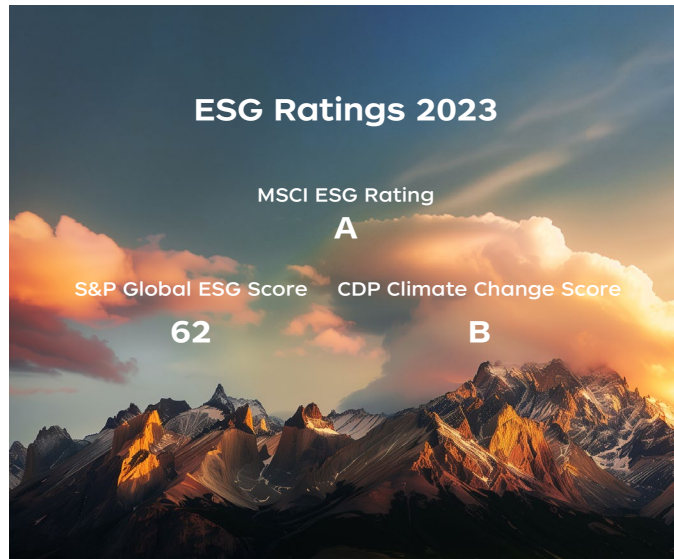 ESG Ratings 2023
MSCI ESG Rating
A
S&P Global ESG Score
62
CDP Climate Change Score
B